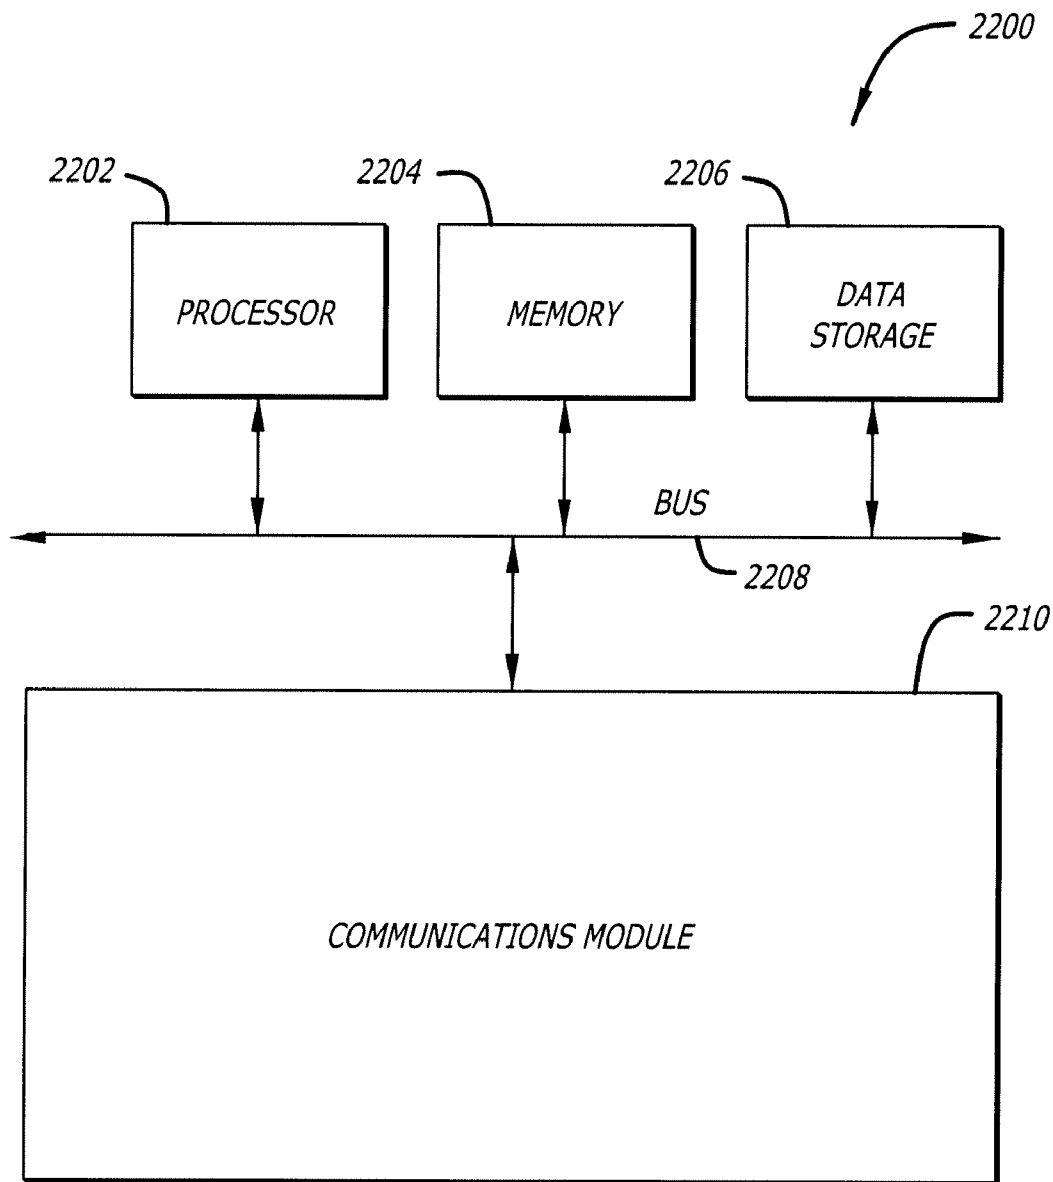 2200
2202
2204
2206
PROCESSOR
MEMORY
DATA
STORAGE
BUS
2208
2210
COMMUNICATIONS MODULE